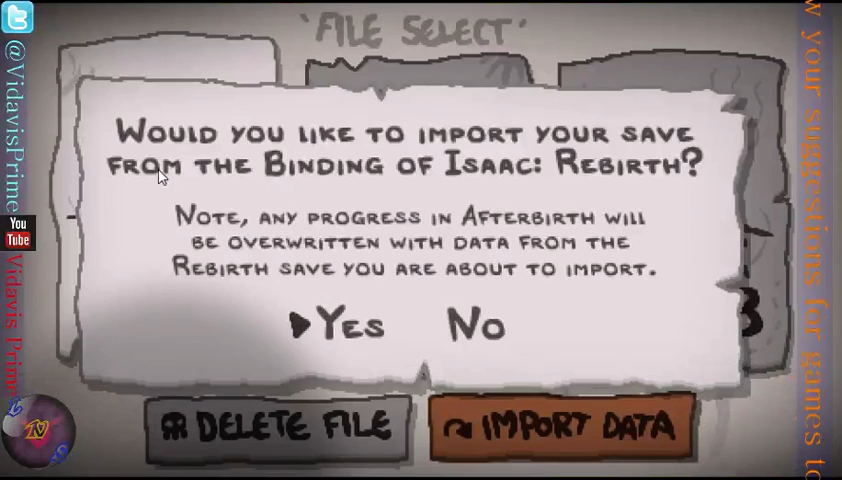 'FILE SELECT'
WOULD YOU LIKE TO IMPORT YOUR SAVE
FROM THE BINDING OF ISAAC: REBIRTH?
NOTE, ANY PROGRESS IN AFTERBIRTH WILL
BE OVERWRITTEN WITH DATA FROM THE
REBIRTH SAVE YOU ARE ABOUT TO IMPORT.
YES NO
3
DELETE FILE
IMPORT DATA
@VidavisPrime
You
Tube
Vidavis Prime
your suggestions for games to